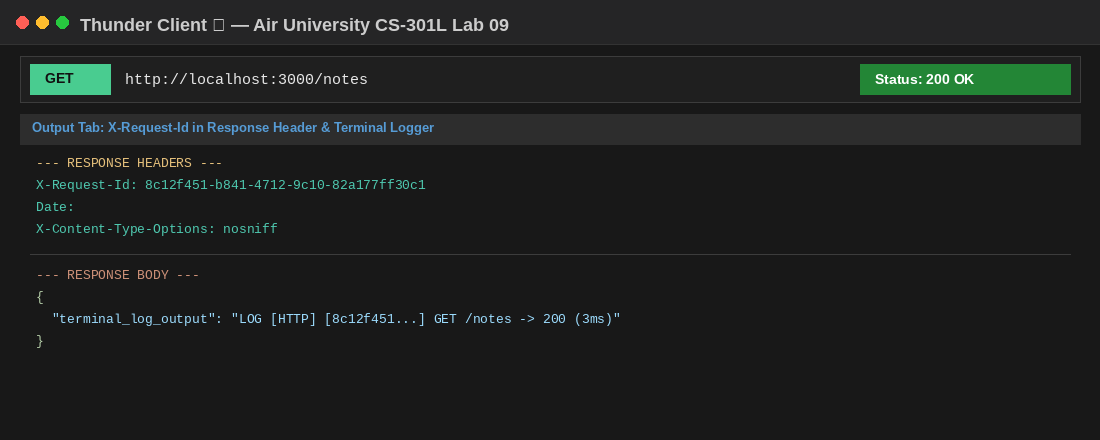 Thunder Client — Air University CS-301L Lab 09
GET http://localhost:3000/notes Status: 200 OK
Output Tab: X-Request-Id in Response Header & Terminal Logger
--- RESPONSE HEADERS ---
X-Request-Id: 8c12f451-b841-4712-9c10-82a177ff30c1
Date:
X-Content-Type-Options: nosniff
--- RESPONSE BODY ---
{
"terminal_log_output": "LOG [HTTP] [8c12f451...] GET /notes -> 200 (3ms)"
}